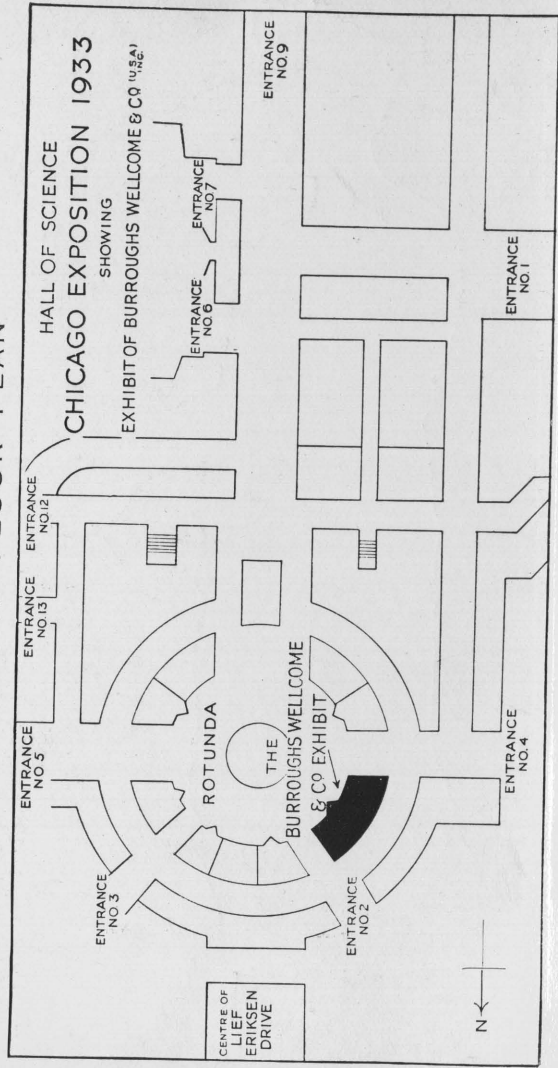 FLOOR PLAN
HALL OF SCIENCE
CHICAGO EXPOSITION 1933
SHOWING
EXHIBIT OF BURROUGHS WELLCOME & CO (U.S.A.) INC.
ENTRANCE
NO.5
ENTRANCE
NO.13
ENTRANCE
NO.12
ENTRANCE
NO.6
ENTRANCE
NO.7
ENTRANCE
NO.9
ENTRANCE
NO.3
ROTUNDA
THE
BURROUGHS WELLCOME
& CO EXHIBIT
CENTRE OF
LIEF
ERIKSEN
DRIVE
ENTRANCE
NO.2
ENTRANCE
NO.4
ENTRANCE
NO.1
N